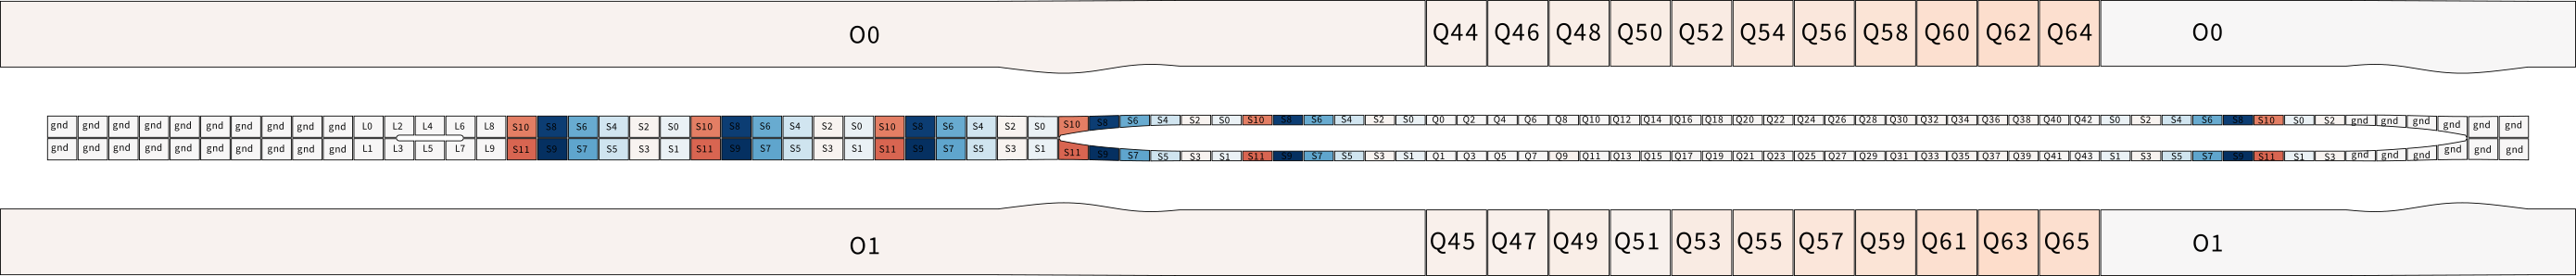 O0 Q44 Q46 Q48 Q50 Q52 Q54 Q56 Q58 Q60 Q62 Q64 O0
gnd gnd gnd gnd gnd gnd gnd gnd gnd gnd L0 L2 L4 L6 L8 S10 S8 S6 S4 S2 S0 S10 S8 S6 S4 S2 S0 S10 S8 S6 S4 S2 S0 S10 S8 S6 S4 S2 S0 S10 S8 S6 S4 S2 S0 Q0 Q2 Q4 Q6 Q8 Q10 Q12 Q14 Q16 Q18 Q20 Q22 Q24 Q26 Q28 Q30 Q32 Q34 Q36 Q38 Q40 Q42 S0 S2 S4 S6 S8 S10 S0 S2 gnd gnd gnd gnd gnd gnd
gnd gnd gnd gnd gnd gnd gnd gnd gnd gnd L1 L3 L5 L7 L9 S11 S9 S7 S5 S3 S1 S11 S9 S7 S5 S3 S1 S11 S9 S7 S5 S3 S1 S11 S9 S7 S5 S3 S1 S11 S9 S7 S5 S3 S1 Q1 Q3 Q5 Q7 Q9 Q11 Q13 Q15 Q17 Q19 Q21 Q23 Q25 Q27 Q29 Q31 Q33 Q35 Q37 Q39 Q41 Q43 S1 S3 S5 S7 S9 S11 S1 S3 gnd gnd gnd gnd gnd gnd
O1 Q45 Q47 Q49 Q51 Q53 Q55 Q57 Q59 Q61 Q63 Q65 O1